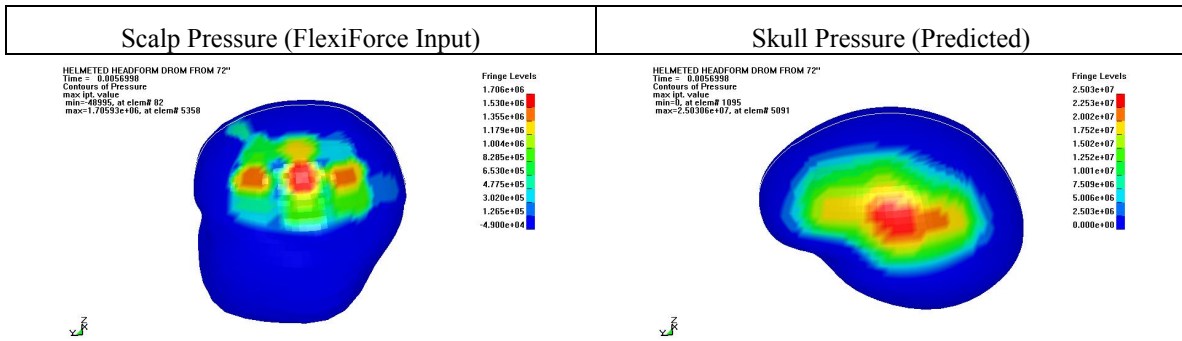 Scalp Pressure (FlexiForce Input)
Skull Pressure (Predicted)
HELMETED HEADFORM DROM FROM 72"
Time = 0.0056998
Contours of Pressure
max ipt. value
min=-48995, at elem# 82
max=1.70593e+06, at elem# 5358
Fringe Levels
1.706e+06
1.530e+06
1.355e+06
1.179e+06
1.004e+06
8.285e+05
6.530e+05
4.775e+05
3.020e+05
1.265e+05
-4.900e+04
Z
Y X
HELMETED HEADFORM DROM FROM 72"
Time = 0.0056998
Contours of Pressure
max ipt. value
min=0, at elem# 1095
max=2.50306e+07, at elem# 5091
Fringe Levels
2.503e+07
2.253e+07
2.002e+07
1.752e+07
1.502e+07
1.252e+07
1.001e+07
7.509e+06
5.006e+06
2.503e+06
0.000e+00
Z
Y X